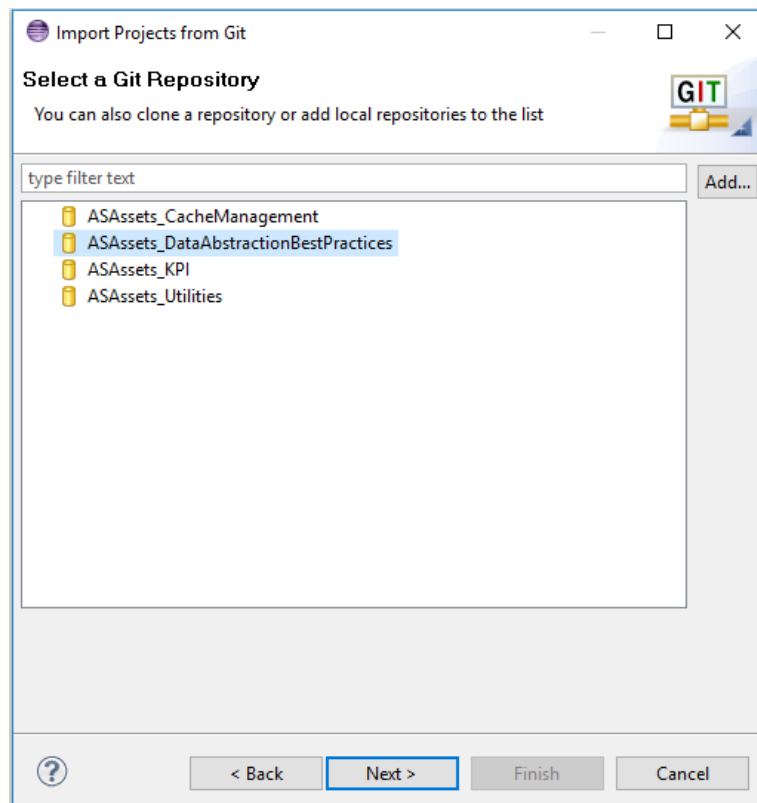 Import Projects from Git
Select a Git Repository
You can also clone a repository or add local repositories to the list
GIT
type filter text
Add...
ASAssets_CacheManagement
ASAssets_DataAbstractionBestPractices
ASAssets_KPI
ASAssets_Utilities
?
< Back
Next >
Finish
Cancel